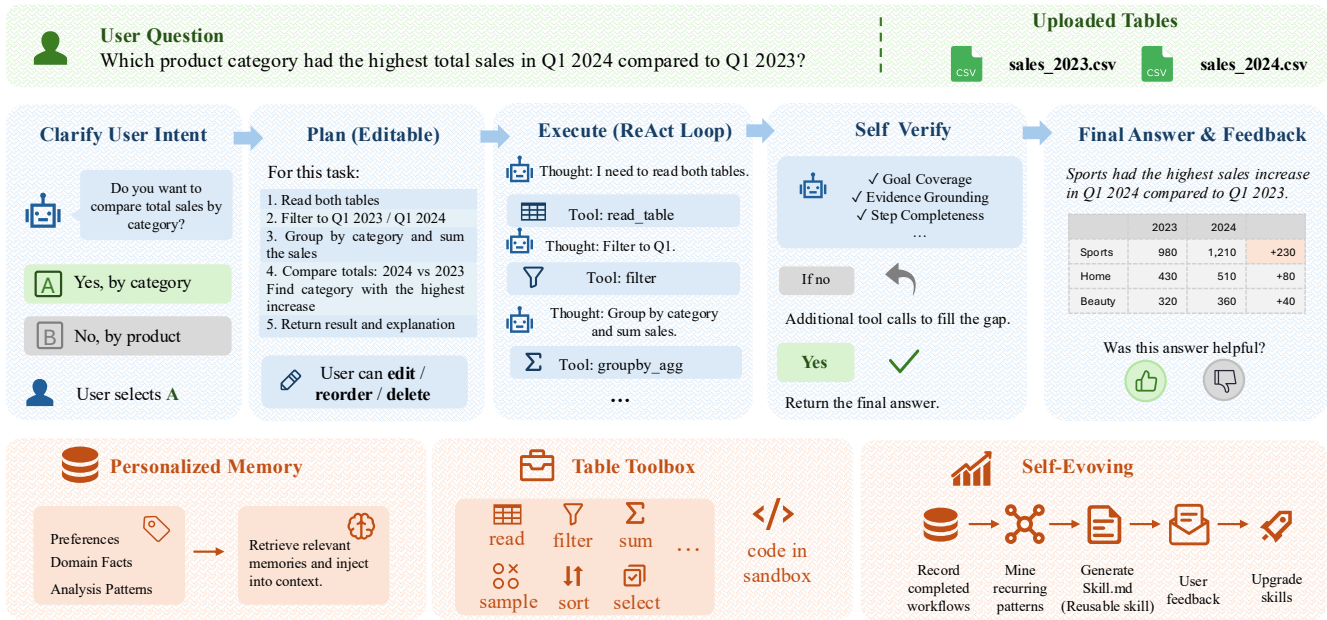 User Question
Which product category had the highest total sales in Q1 2024 compared to Q1 2023?
Uploaded Tables
CSV
sales_2023.csv
CSV
sales_2024.csv
Clarify User Intent
Do you want to
compare total sales by
category?
A
Yes, by category
B
No, by product
User selects A
Plan (Editable)
For this task:
1. Read both tables
2. Filter to Q1 2023 / Q1 2024
3. Group by category and sum
the sales
4. Compare totals: 2024 vs 2023
Find category with the highest
increase
5. Return result and explanation
User can edit /
reorder / delete
Execute (ReAct Loop)
Thought: I need to read both tables.
Tool: read_table
Thought: Filter to Q1.
Tool: filter
Thought: Group by category
and sum sales.
Σ
Tool: groupby_agg
...
Self Verify
✓ Goal Coverage
✓ Evidence Grounding
✓ Step Completeness
...
If no
Additional tool calls to fill the gap.
Yes
Return the final answer.
Final Answer & Feedback
Sports had the highest sales increase
in Q1 2024 compared to Q1 2023.
2023 2024
Sports 980 1,210 +230
Home 430 510 +80
Beauty 320 360 +40
Was this answer helpful?
Personalized Memory
Preferences
Domain Facts
Analysis Patterns
Retrieve relevant
memories and inject
into context.
Table Toolbox
Σ
read filter sum
...
sample sort select
</>
code in
sandbox
Self-Evoving
Record
completed
workflows
Mine
recurring
patterns
Generate
Skill.md
(Reusable skill)
User
feedback
Upgrade
skills